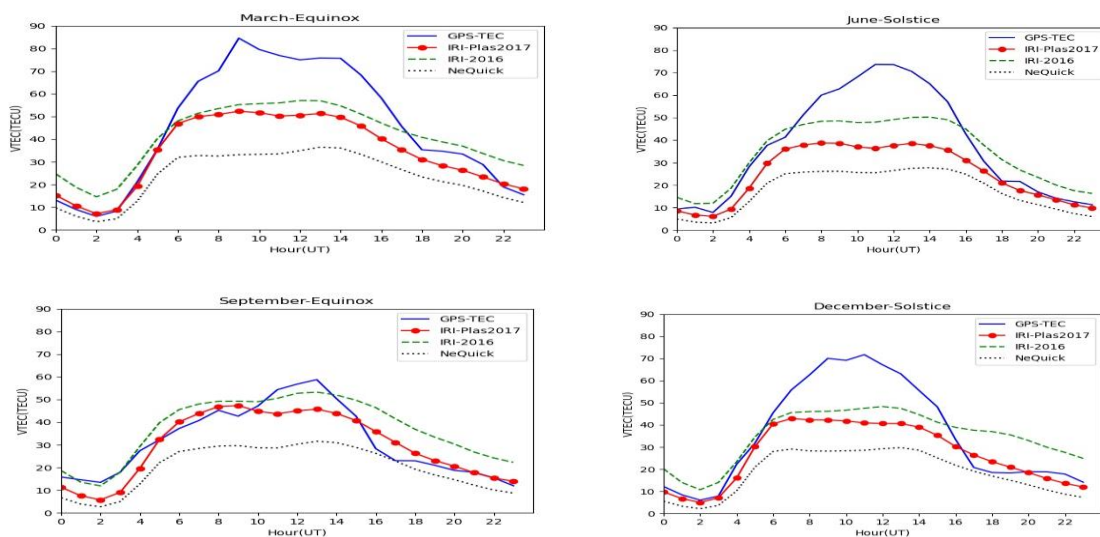 March-Equinox
90
80
70
60
50
40
30
20
10
0
VTEC(TECU)
GPS-TEC
IRI-Plas2017
IRI-2016
NeQuick
0 2 4 6 8 10 12 14 16 18 20 22
Hour(UT)
June-Solstice
90
80
70
60
50
40
30
20
10
0
VTEC(TECU)
GPS-TEC
IRI-Plas2017
IRI-2016
NeQuick
0 2 4 6 8 10 12 14 16 18 20 22
Hour(UT)
September-Equinox
90
80
70
60
50
40
30
20
10
0
VTEC(TECU)
GPS-TEC
IRI-Plas2017
IRI-2016
NeQuick
0 2 4 6 8 10 12 14 16 18 20 22
Hour(UT)
December-Solstice
90
80
70
60
50
40
30
20
10
0
VTEC(TECU)
GPS-TEC
IRI-Plas2017
IRI-2016
NeQuick
0 2 4 6 8 10 12 14 16 18 20 22
Hour(UT)